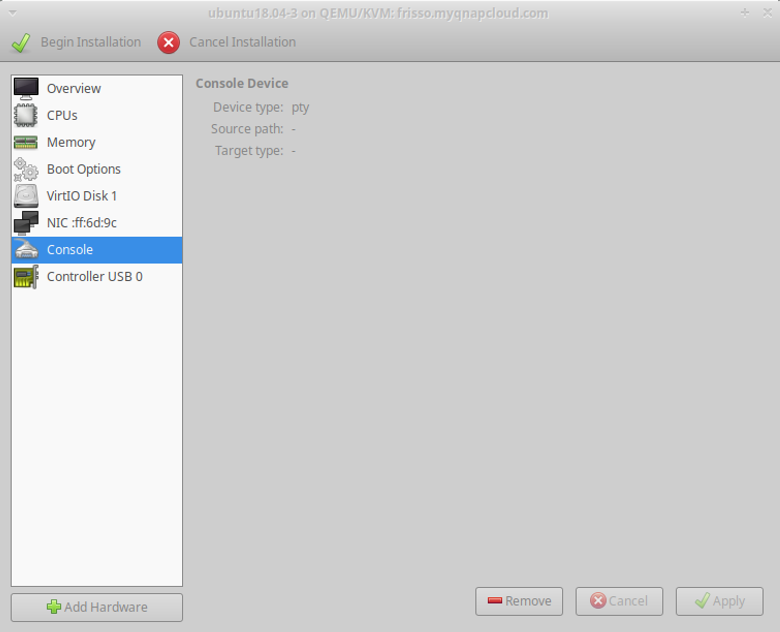 ubuntu18.04-3 on QEMU/KVM: frisso.myqnapcloud.com
Begin Installation
Cancel Installation
Overview
CPUs
Memory
Boot Options
VirtIO Disk 1
NIC :ff:6d:9c
Console
Controller USB 0
Console Device
Device type: pty
Source path: -
Target type: -
Add Hardware
Remove
Cancel
Apply